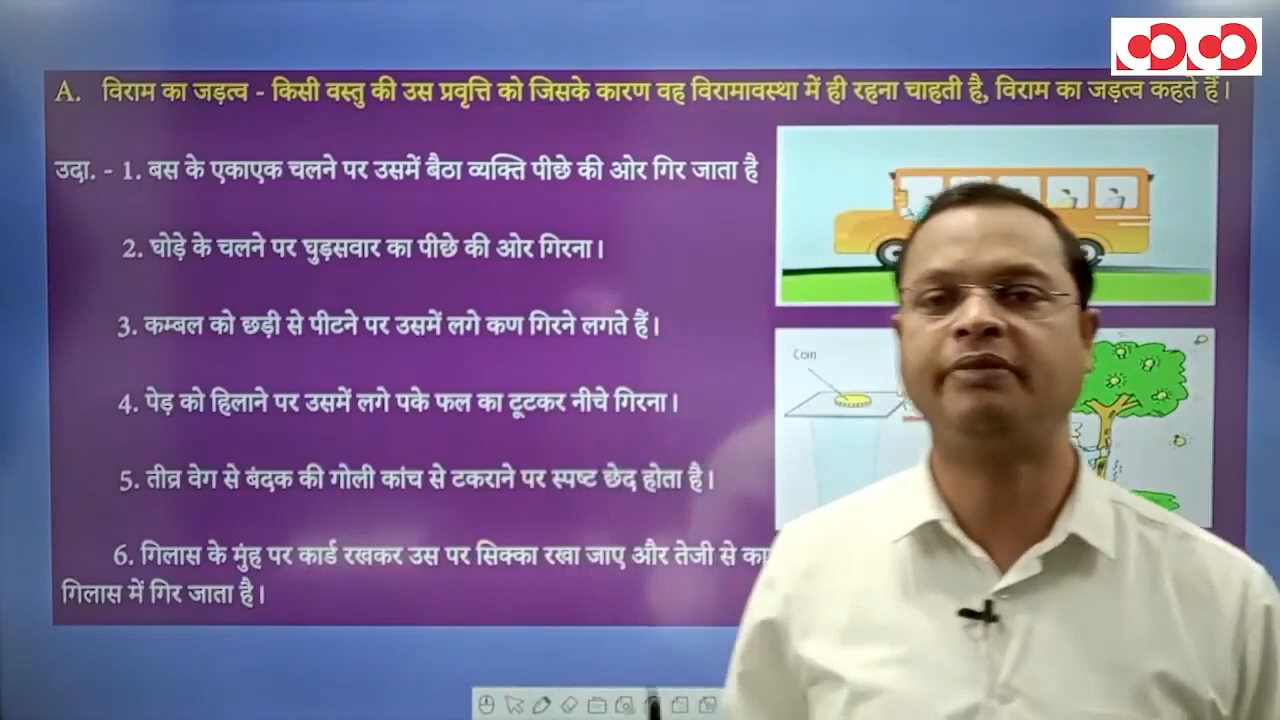 A. विराम का जड़त्व - किसी वस्तु की उस प्रवृत्ति को जिसके कारण वह विरामावस्था में ही रहना चाहती है, विराम का जड़त्व कहते हैं।
उदा. - 1. बस के एकाएक चलने पर उसमें बैठा व्यक्ति पीछे की ओर गिर जाता है
2. घोड़े के चलने पर घुड़सवार का पीछे की ओर गिरना।
3. कम्बल को छड़ी से पीटने पर उसमें लगे कण गिरने लगते हैं।
Coin
4. पेड़ को हिलाने पर उसमें लगे पके फल का टूटकर नीचे गिरना।
5. तीव्र वेग से बंदक की गोली कांच से टकराने पर स्पष्ट छेद होता है।
6. गिलास के मुंह पर कार्ड रखकर उस पर सिक्का रखा जाए और तेजी से
गिलास में गिर जाता है।